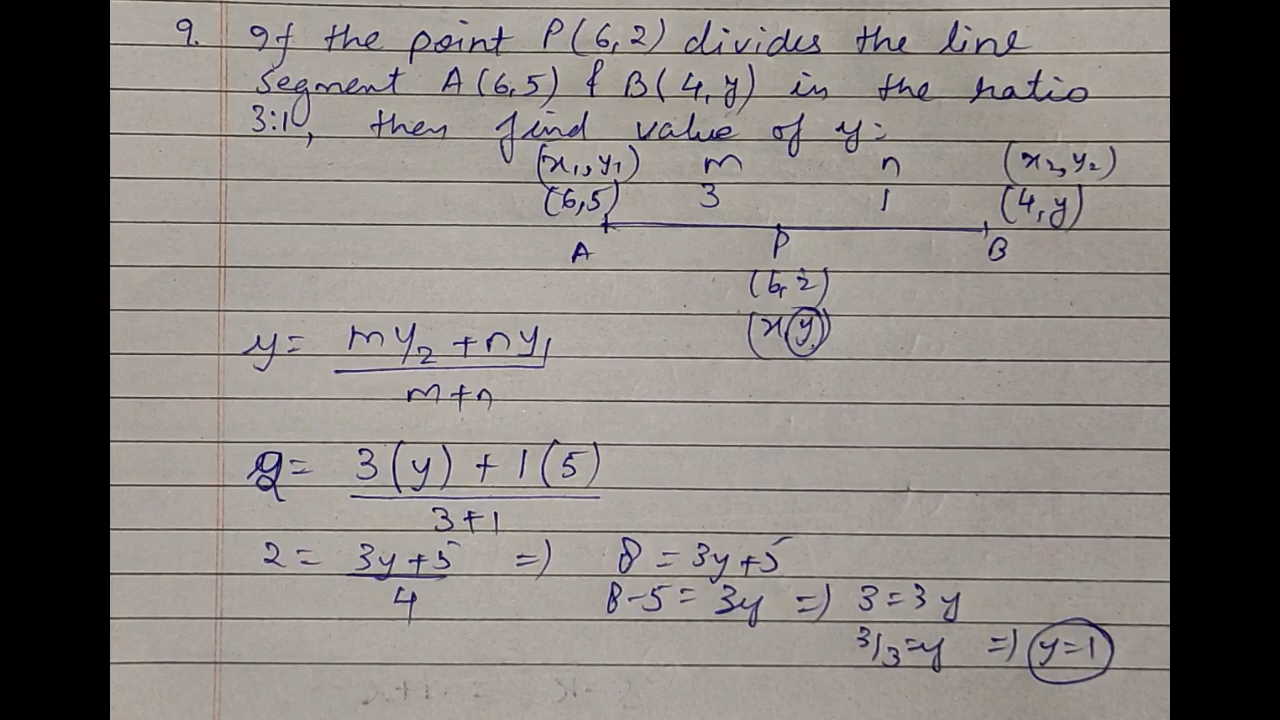 9. If the point P(6,2) divides the line
segment A(6,5) & B(4,y) in the ratio
3:1, then find value of y:
(x₁,y₁) m n (x₂,y₂)
(6,5) 3 1 (4,y)
A P B
(6,2)
(x,y)
y= my₂+ny₁
m+n
2= 3(y)+1(5)
3+1
2= 3y+5 =) 8=3y+5
4 8-5=3y =) 3=3y
3/3=y =) y=1